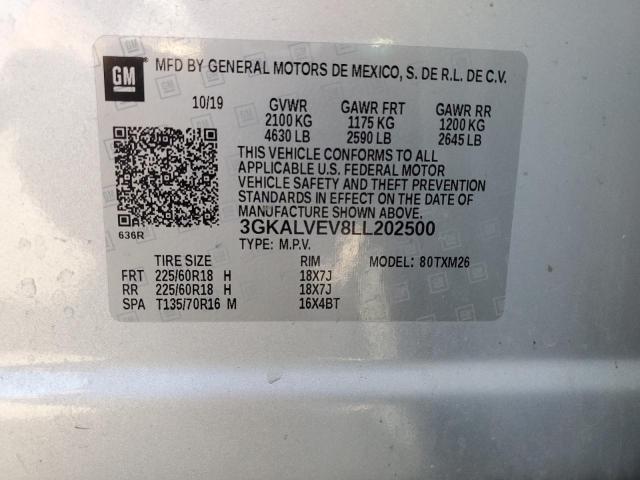 GM
MFD BY GENERAL MOTORS DE MEXICO, S. DE R.L. DE C.V.
10/19 GVWR GAWR FRT GAWR RR
2100 KG 1175 KG 1200 KG
4630 LB 2590 LB 2645 LB
THIS VEHICLE CONFORMS TO ALL
APPLICABLE U.S. FEDERAL MOTOR
VEHICLE SAFETY AND THEFT PREVENTION
STANDARDS IN EFFECT ON THE DATE OF
MANUFACTURE SHOWN ABOVE.
636R
3GKALVEV8LL202500
TYPE: M.P.V.
TIRE SIZE RIM MODEL: 80TXM26
FRT 225/60R18 H 18X7J
RR 225/60R18 H 18X7J
SPA T135/70R16 M 16X4BT